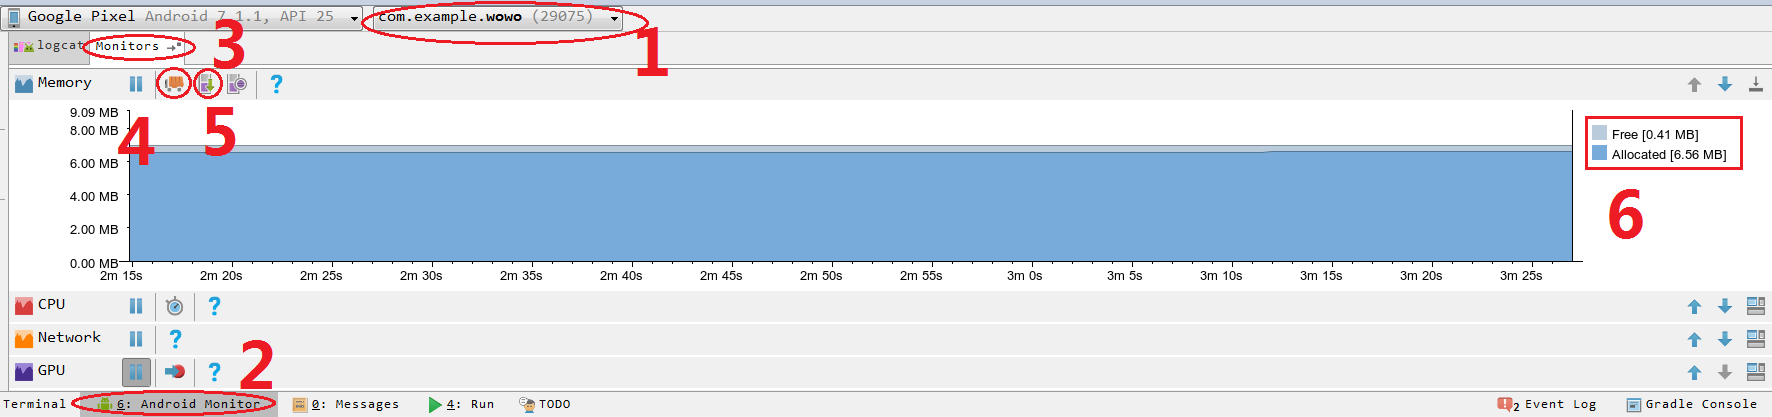 Google Pixel Android 7.1.1, API 25
com.example.wowo (29075)
1
logcat
Monitors
3
Memory
?
4
5
9.09 MB
8.00 MB
6.00 MB
4.00 MB
2.00 MB
0.00 MB
Free [0.41 MB]
Allocated [6.56 MB]
6
2m 15s 2m 20s 2m 25s 2m 30s 2m 35s 2m 40s 2m 45s 2m 50s 2m 55s 3m 0s 3m 5s 3m 10s 3m 15s 3m 20s 3m 25s
CPU ?
Network ?
GPU ?
2
Terminal 6: Android Monitor 0: Messages 4: Run TODO 2 Event Log Gradle Console